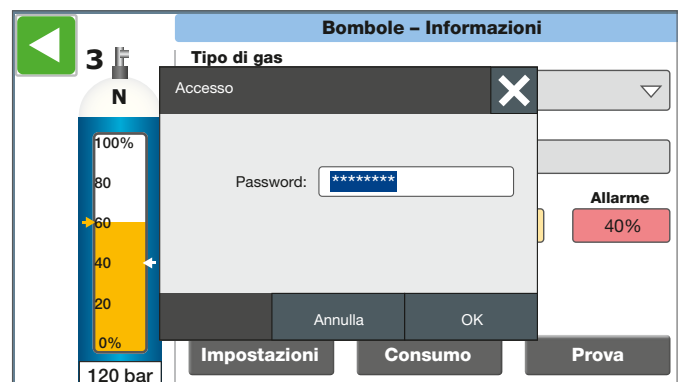 Bombole – Informazioni
3
Tipo di gas
N
Accesso
100%
80
60
40
20
0%
120 bar
Password: ********
Allarme
40%
Annulla
OK
Impostazioni
Consumo
Prova